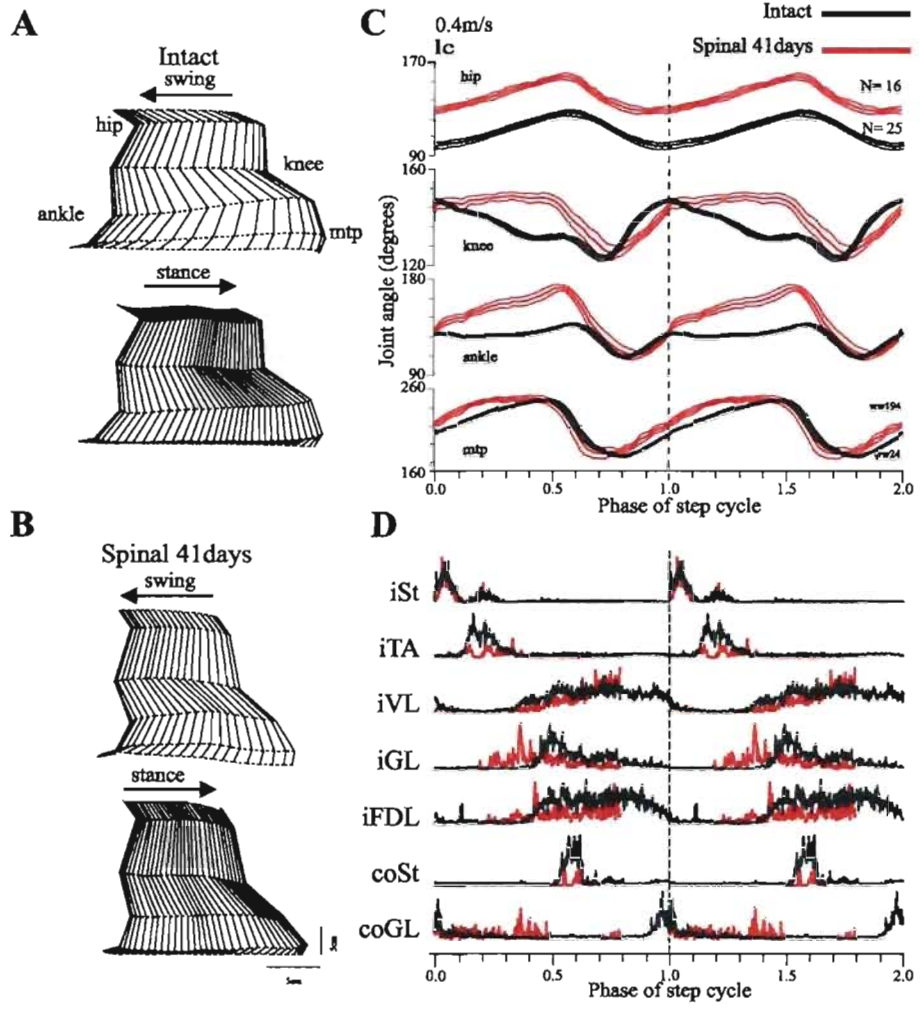 A
Intact
swing
hip
knee
ankle
mtp
stance
B
Spinal 41days
swing
stance
5cm
5cm
C
0.4m/s
Intact
Spinal 41days
170
hip
N= 16
N= 25
90
160
knee
120
180
ankle
90
260
mtp
ww194
160
Joint angle (degrees)
0.0
0.5
1.0
1.5
2.0
Phase of step cycle
D
iSt
iTA
iVL
iGL
iFDL
coSt
coGL
0.0
0.5
1.0
1.5
2.0
Phase of step cycle